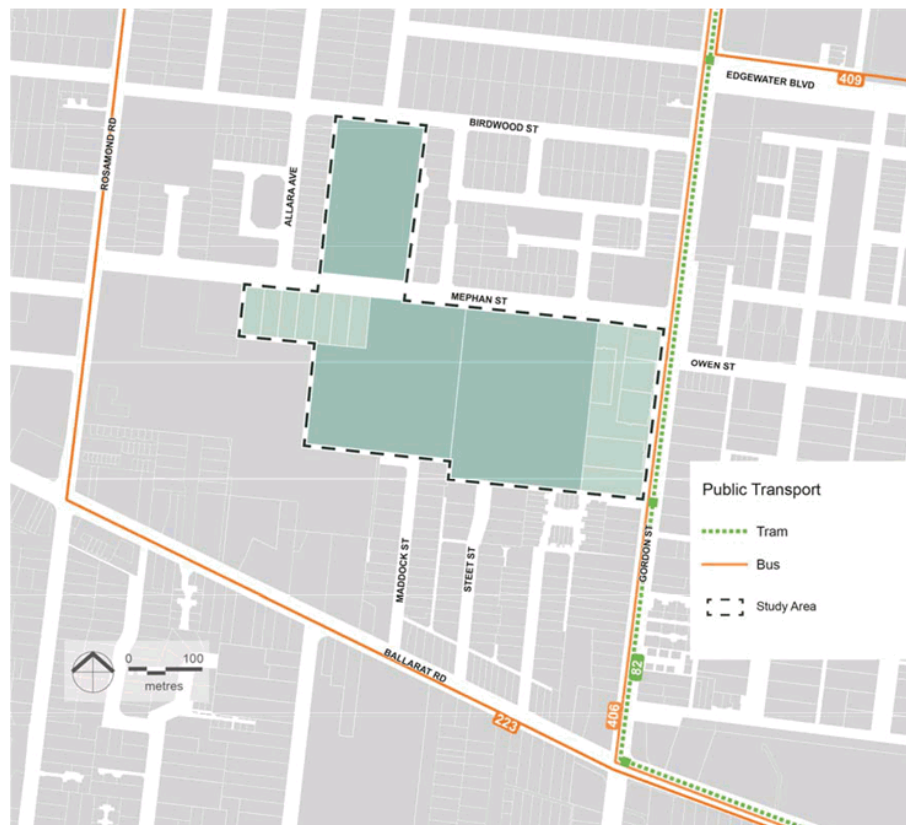 EDGEWATER BLVD
409
BIRDWOOD ST
ROSAMOND RD
ALLARA AVE
MEPHAN ST
OWEN ST
Public Transport
Tram
Bus
Study Area
GORDON ST
MADDOCK ST
STEET ST
0 100
metres
BALLARAT RD
82
406
223